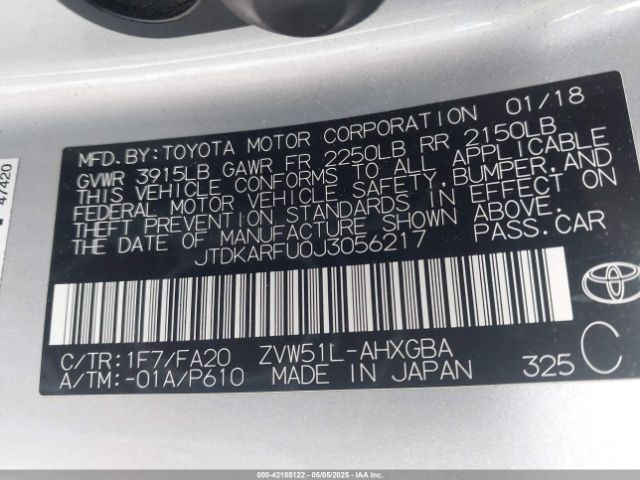 01/18
MFD. BY:TOYOTA MOTOR CORPORATION
GVWR 3915LB GAWR FR 2250LB RR 2150LB
THIS VEHICLE CONFORMS TO ALL APPLICABLE
FEDERAL MOTOR VEHICLE SAFETY,BUMPER,AND
THEFT PREVENTION STANDARDS IN EFFECT ON
THE DATE OF MANUFACTURE SHOWN ABOVE.
JTDKARFU0J3056217 PASS.CAR
C/TR:1F7/FA20 ZVW51L-AHXGBA
A/TM:-01A/P610 MADE IN JAPAN 325 C
47420
000-42185122 - 05/05/2025 - IAAI.COM